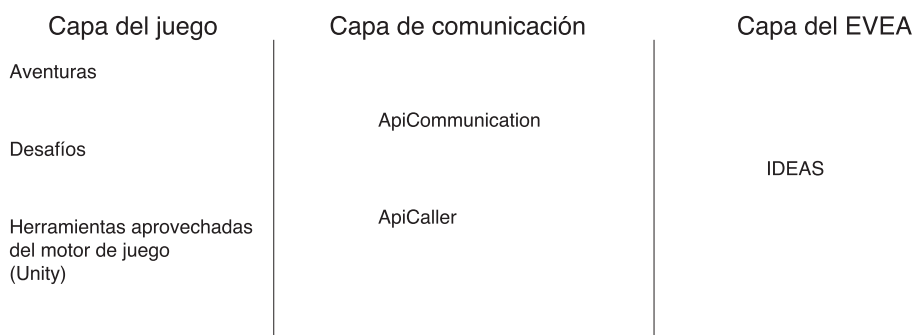 Capa del juego
Aventuras
Desafíos
Herramientas aprovechadas
del motor de juego
(Unity)
Capa de comunicación
ApiCommunication
ApiCaller
Capa del EVEA
IDEAS